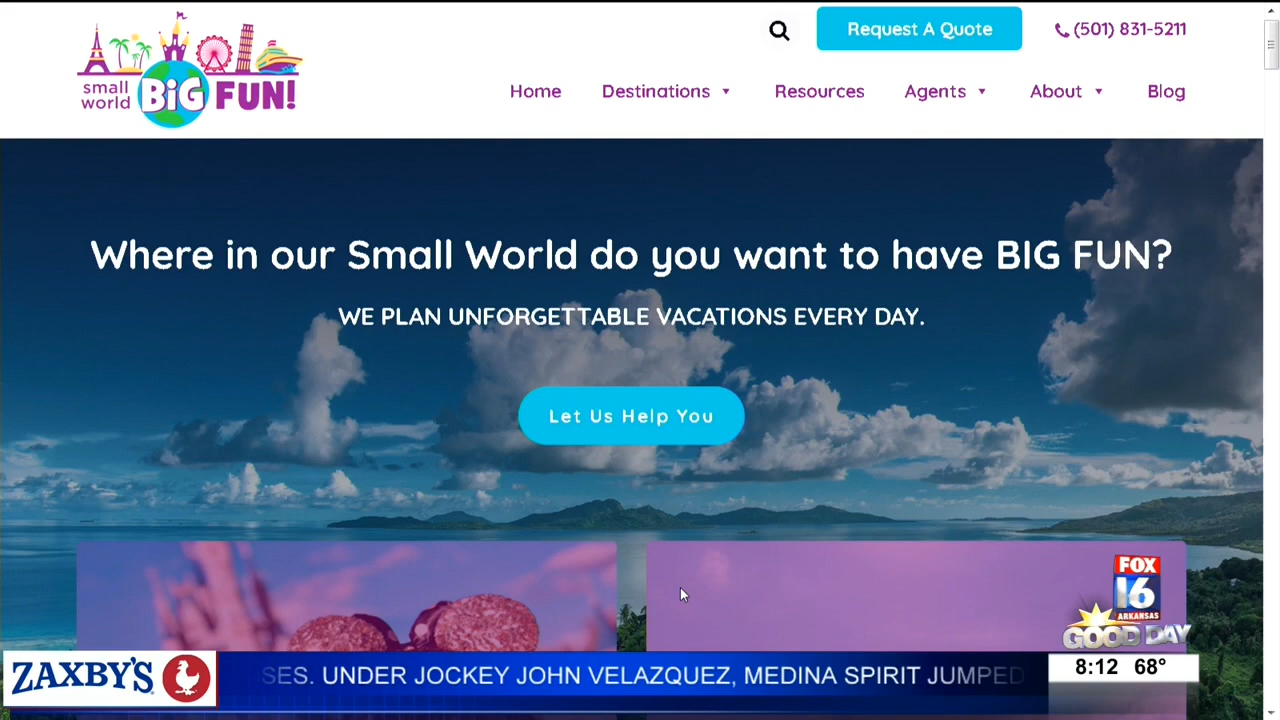 Request A Quote
(501) 831-5211
small world BiG FUN!
Home Destinations Resources Agents About Blog
Where in our Small World do you want to have BIG FUN?
WE PLAN UNFORGETTABLE VACATIONS EVERY DAY.
Let Us Help You
FOX
16
ARKANSAS
GOOD DAY
ZAXBY'S
SES. UNDER JOCKEY JOHN VELAZQUEZ, MEDINA SPIRIT JUMPED
8:12 68°